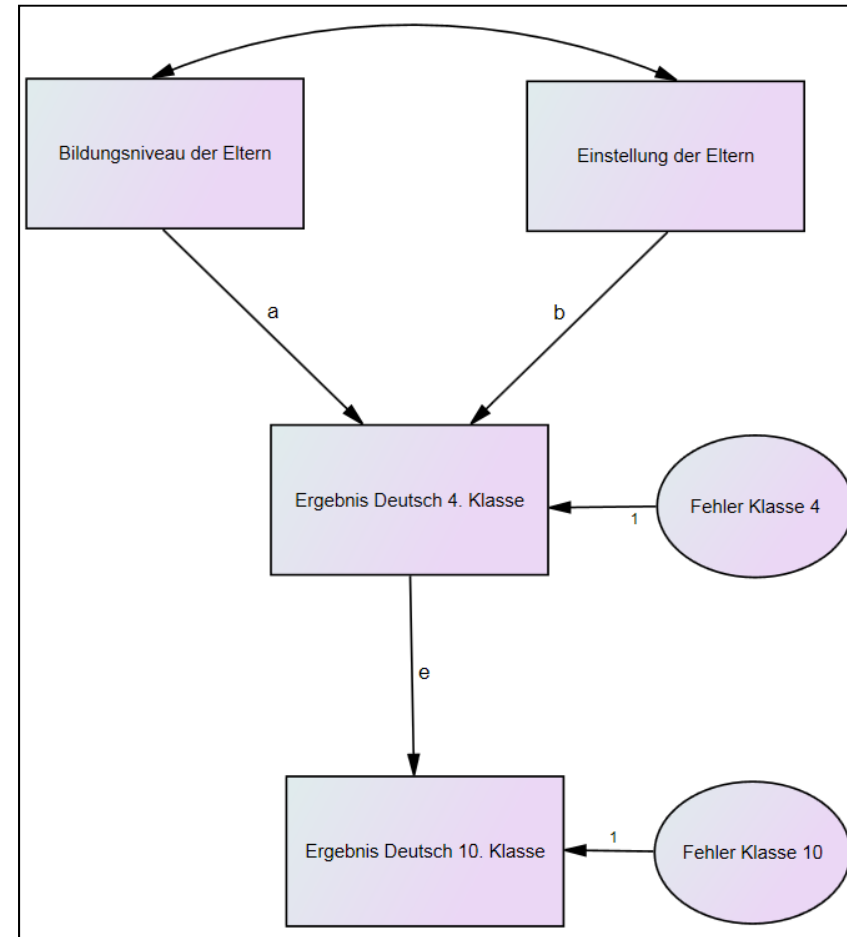 Bildungsniveau der Eltern
Einstellung der Eltern
a
b
Ergebnis Deutsch 4. Klasse
1
Fehler Klasse 4
e
Ergebnis Deutsch 10. Klasse
1
Fehler Klasse 10